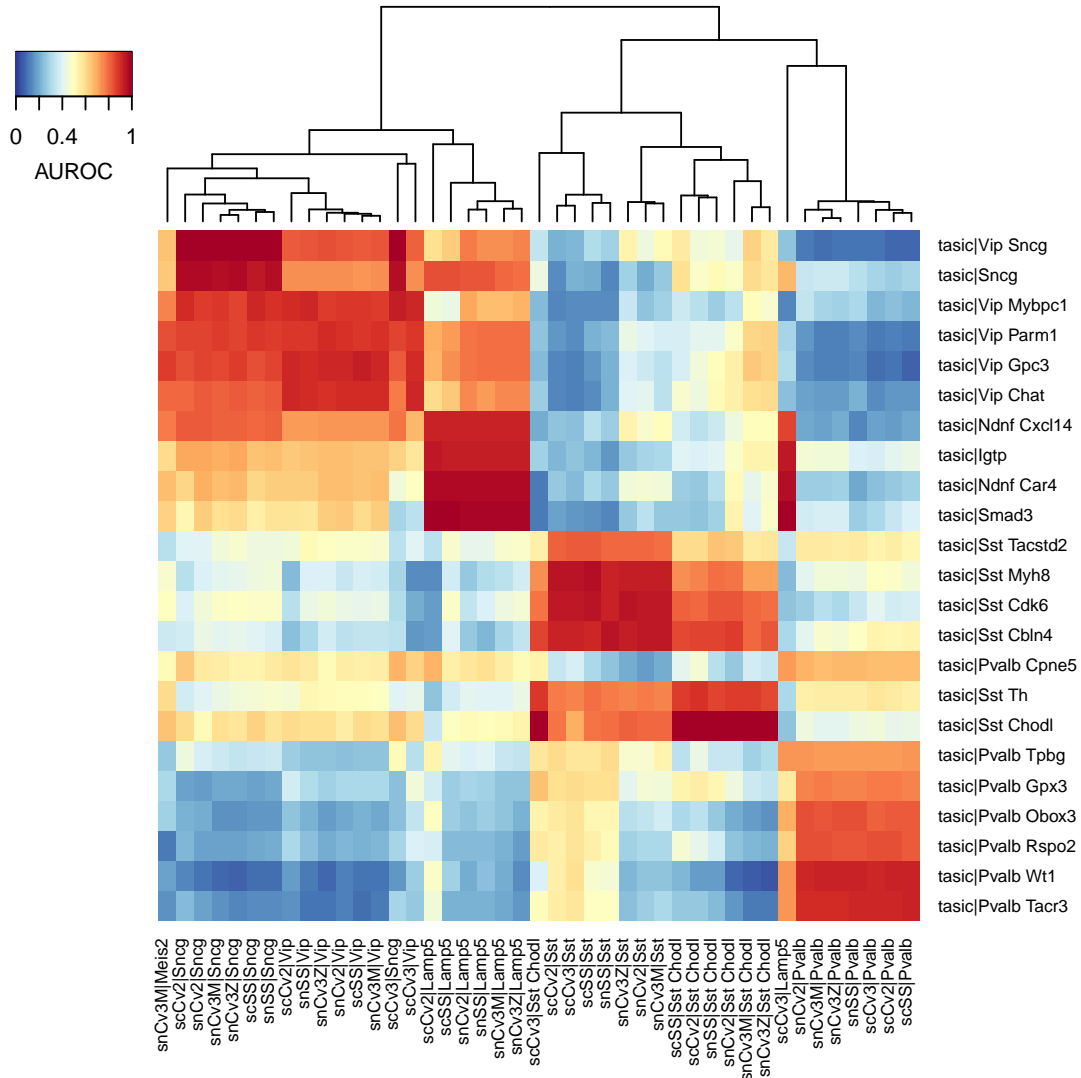 0 0.4 1
AUROC
tasic|Vip Sncg
tasic|Sncg
tasic|Vip Mybpc1
tasic|Vip Parm1
tasic|Vip Gpc3
tasic|Vip Chat
tasic|Ndnf Cxcl14
tasic|Igtp
tasic|Ndnf Car4
tasic|Smad3
tasic|Sst Tacstd2
tasic|Sst Myh8
tasic|Sst Cdk6
tasic|Sst Cbln4
tasic|Pvalb Cpne5
tasic|Sst Th
tasic|Sst Chodl
tasic|Pvalb Tpbg
tasic|Pvalb Gpx3
tasic|Pvalb Obox3
tasic|Pvalb Rspo2
tasic|Pvalb Wt1
tasic|Pvalb Tacr3
snCv3M|Meis2
scCv2|Sncg
snCv2|Sncg
snCv3M|Sncg
snCv3Z|Sncg
scSS|Sncg
snSS|Sncg
scCv2|Vip
snSS|Vip
snCv3Z|Vip
snCv2|Vip
scSS|Vip
snCv3M|Vip
scCv3|Sncg
scCv3|Vip
scCv2|Lamp5
scSS|Lamp5
snCv2|Lamp5
snSS|Lamp5
snCv3M|Lamp5
snCv3Z|Lamp5
scCv3|Sst Chodl
scCv2|Sst
scCv3|Sst
scSS|Sst
snSS|Sst
snCv3Z|Sst
snCv2|Sst
snCv3M|Sst
scSS|Sst Chodl
scCv2|Sst Chodl
snSS|Sst Chodl
snCv2|Sst Chodl
snCv3M|Sst Chodl
snCv3Z|Sst Chodl
scCv3|Lamp5
snCv2|Pvalb
snCv3M|Pvalb
snCv3Z|Pvalb
snSS|Pvalb
scCv3|Pvalb
scCv2|Pvalb
scSS|Pvalb